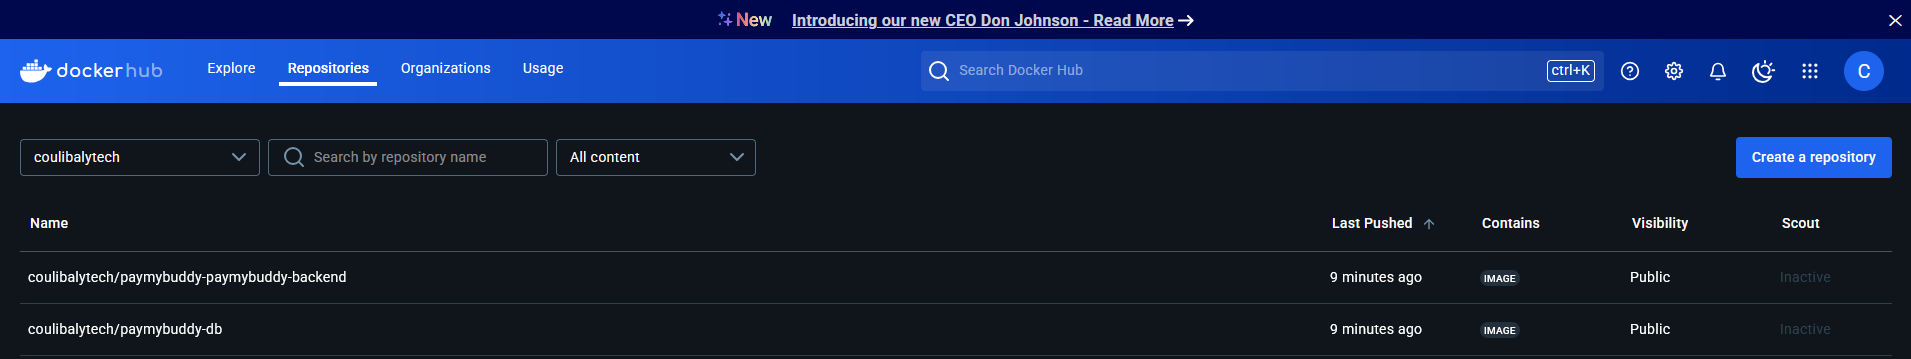 New Introducing our new CEO Don Johnson - Read More
dockerhub Explore Repositories Organizations Usage Search Docker Hub ctrl+K C
coulibalytech Search by repository name All content Create a repository
Name Last Pushed Contains Visibility Scout
coulibalytech/paymybuddy-paymybuddy-backend 9 minutes ago IMAGE Public Inactive
coulibalytech/paymybuddy-db 9 minutes ago IMAGE Public Inactive